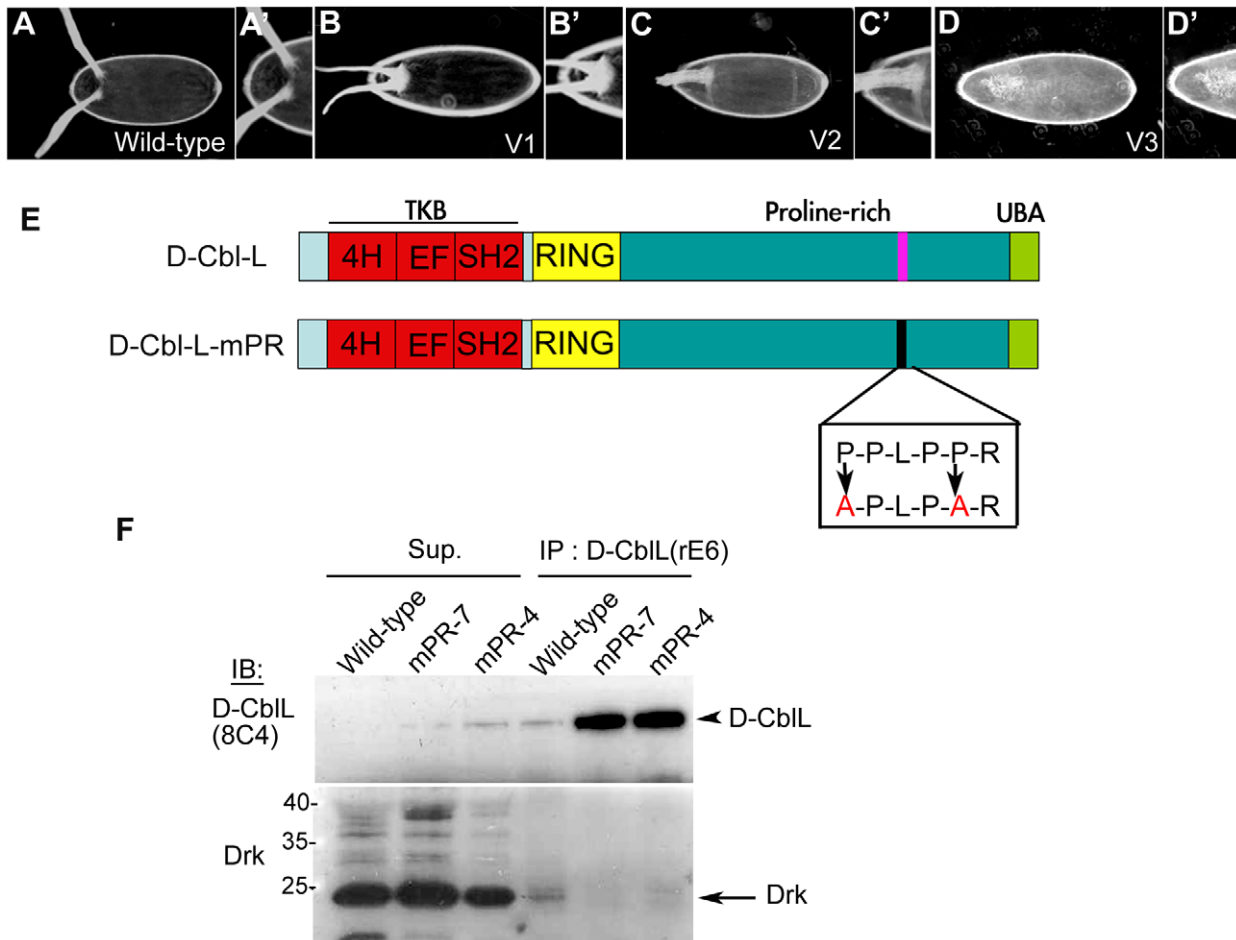 A A' B B' C C' D D'
Wild-type V1 V2 V3
E
TKB Proline-rich UBA
D-Cbl-L 4H EF SH2 RING
D-Cbl-L-mPR 4H EF SH2 RING
P-P-L-P-P-R
A-P-L-P-A-R
F
Sup. IP : D-CblL(rE6)
Wild-type mPR-7 mPR-4 Wild-type mPR-7 mPR-4
IB:
D-CblL
(8C4)
D-CblL
40-
35-
Drk
25-
Drk